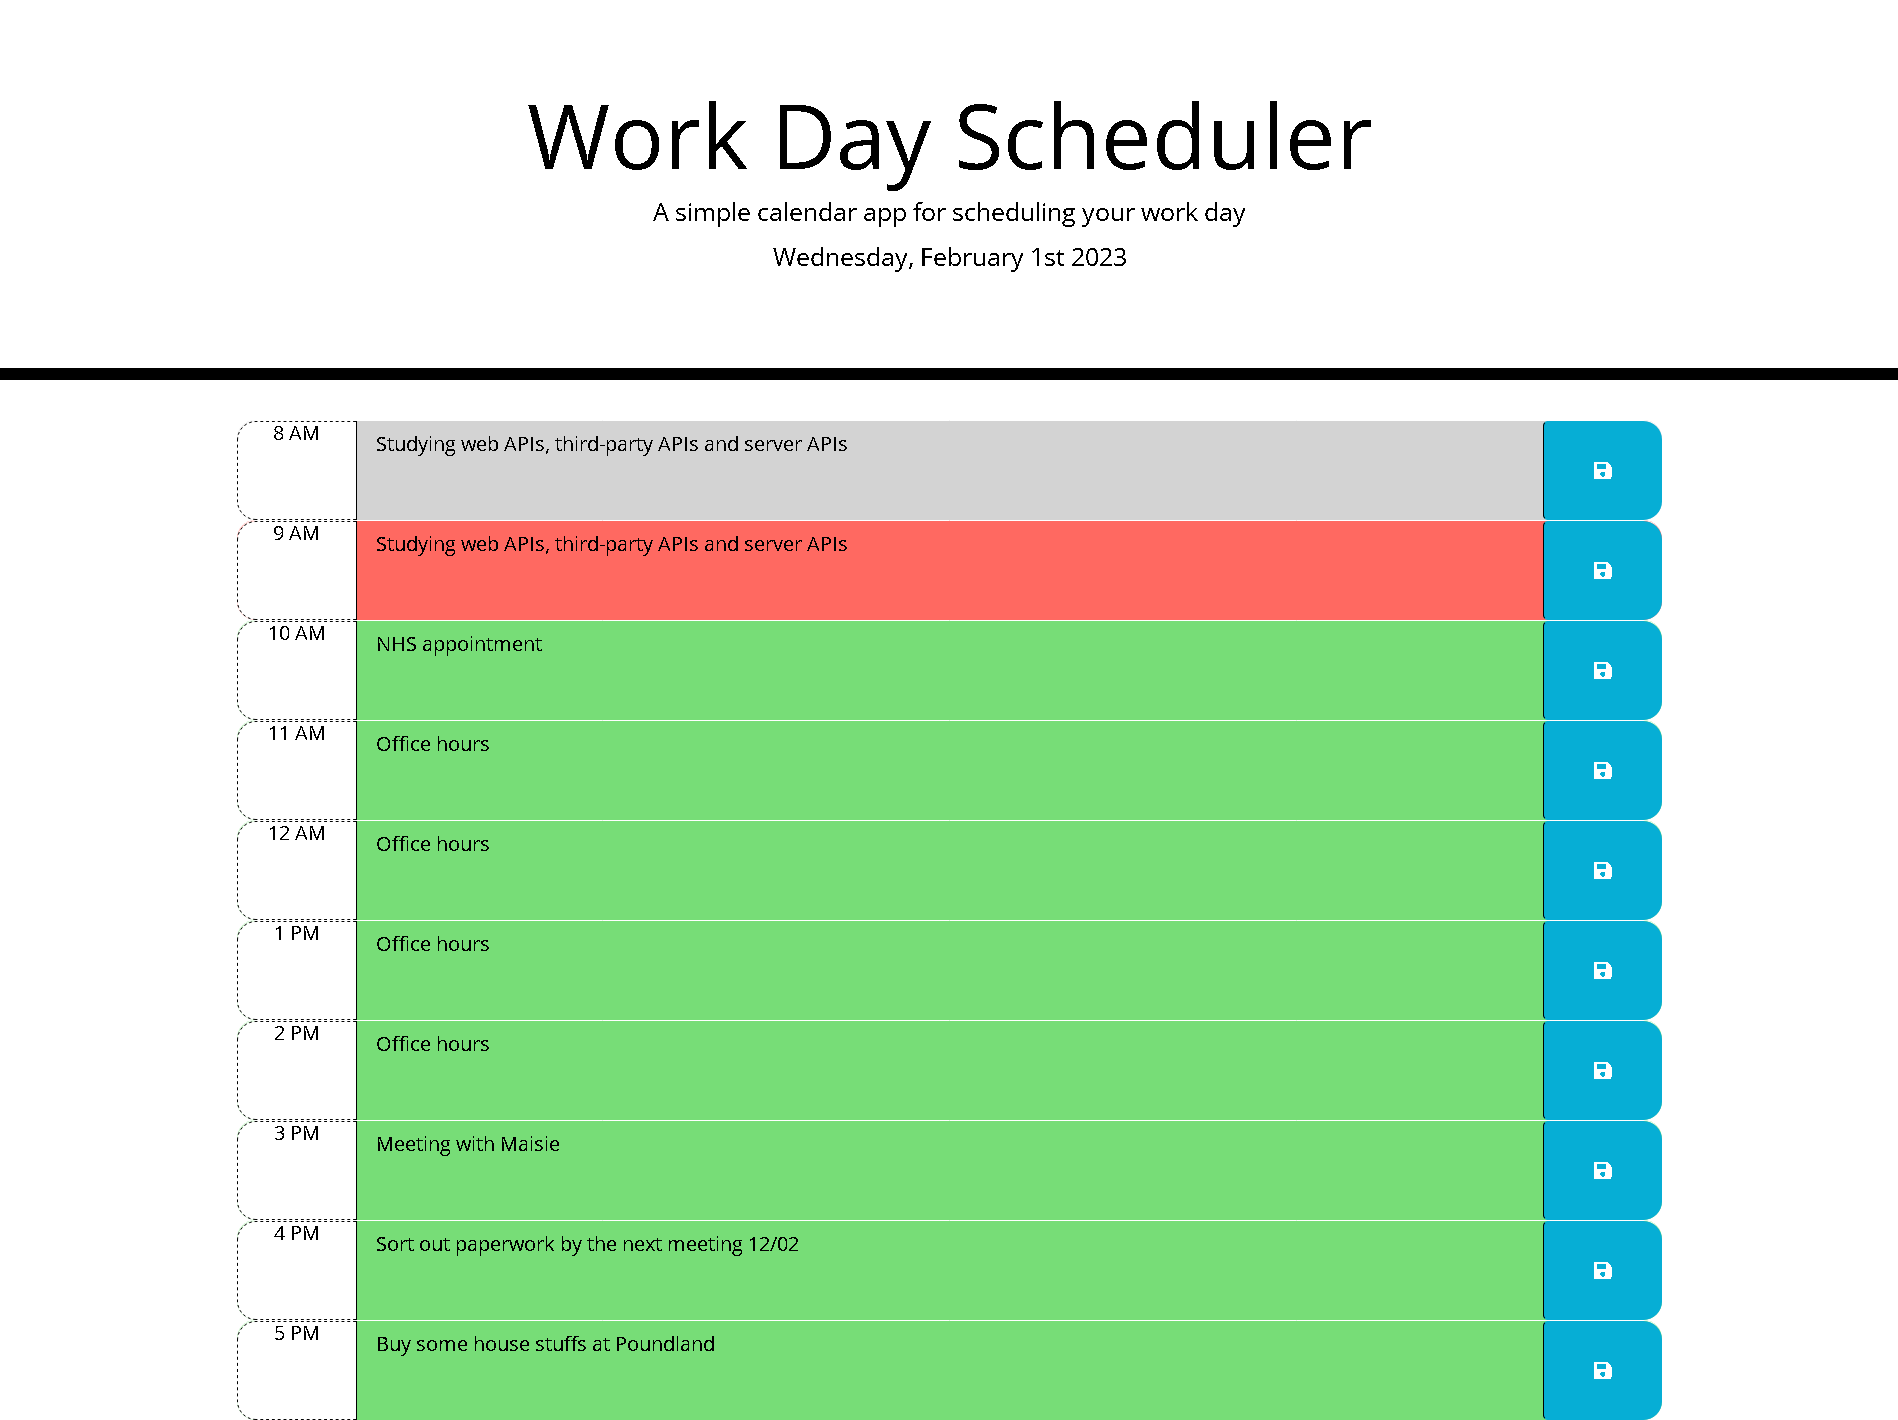 Work Day Scheduler
A simple calendar app for scheduling your work day
Wednesday, February 1st 2023
8 AM
Studying web APIs, third-party APIs and server APIs
9 AM
Studying web APIs, third-party APIs and server APIs
10 AM
NHS appointment
11 AM
Office hours
12 AM
Office hours
1 PM
Office hours
2 PM
Office hours
3 PM
Meeting with Maisie
4 PM
Sort out paperwork by the next meeting 12/02
5 PM
Buy some house stuffs at Poundland